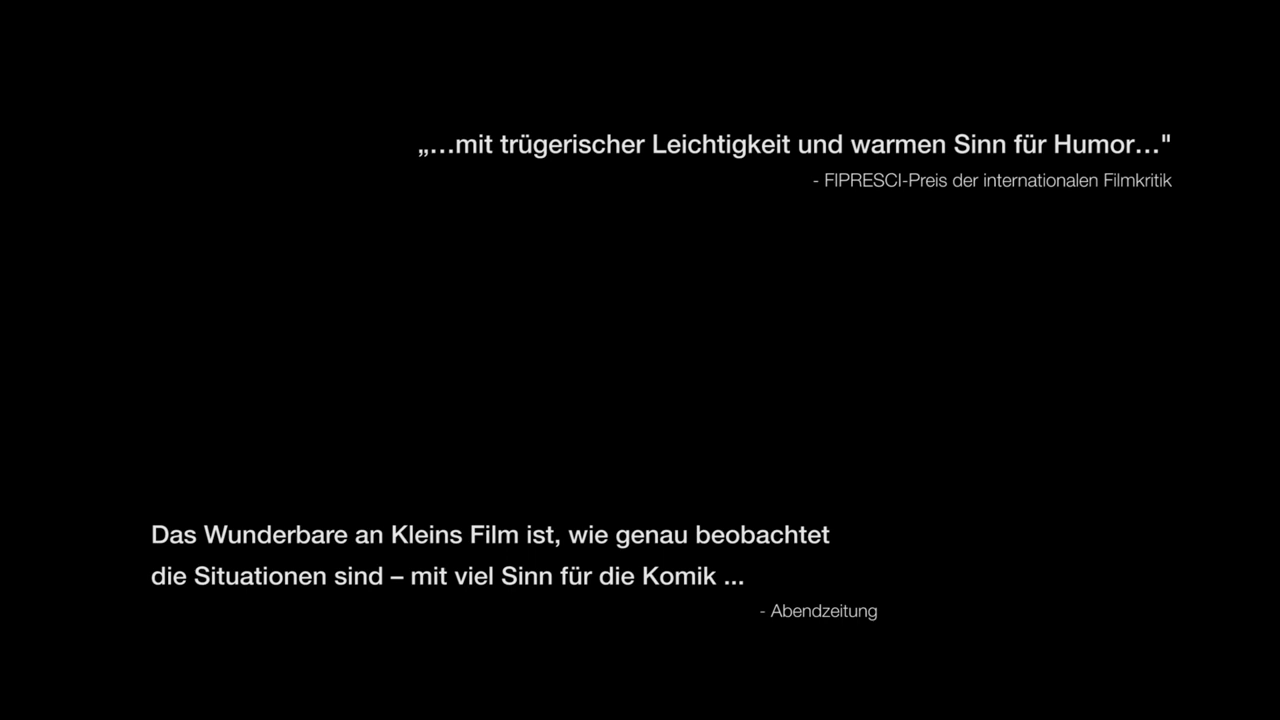 „…mit trügerischer Leichtigkeit und warmen Sinn für Humor…"
- FIPRESCI-Preis der internationalen Filmkritik
Das Wunderbare an Kleins Film ist, wie genau beobachtet
die Situationen sind – mit viel Sinn für die Komik ...
- Abendzeitung